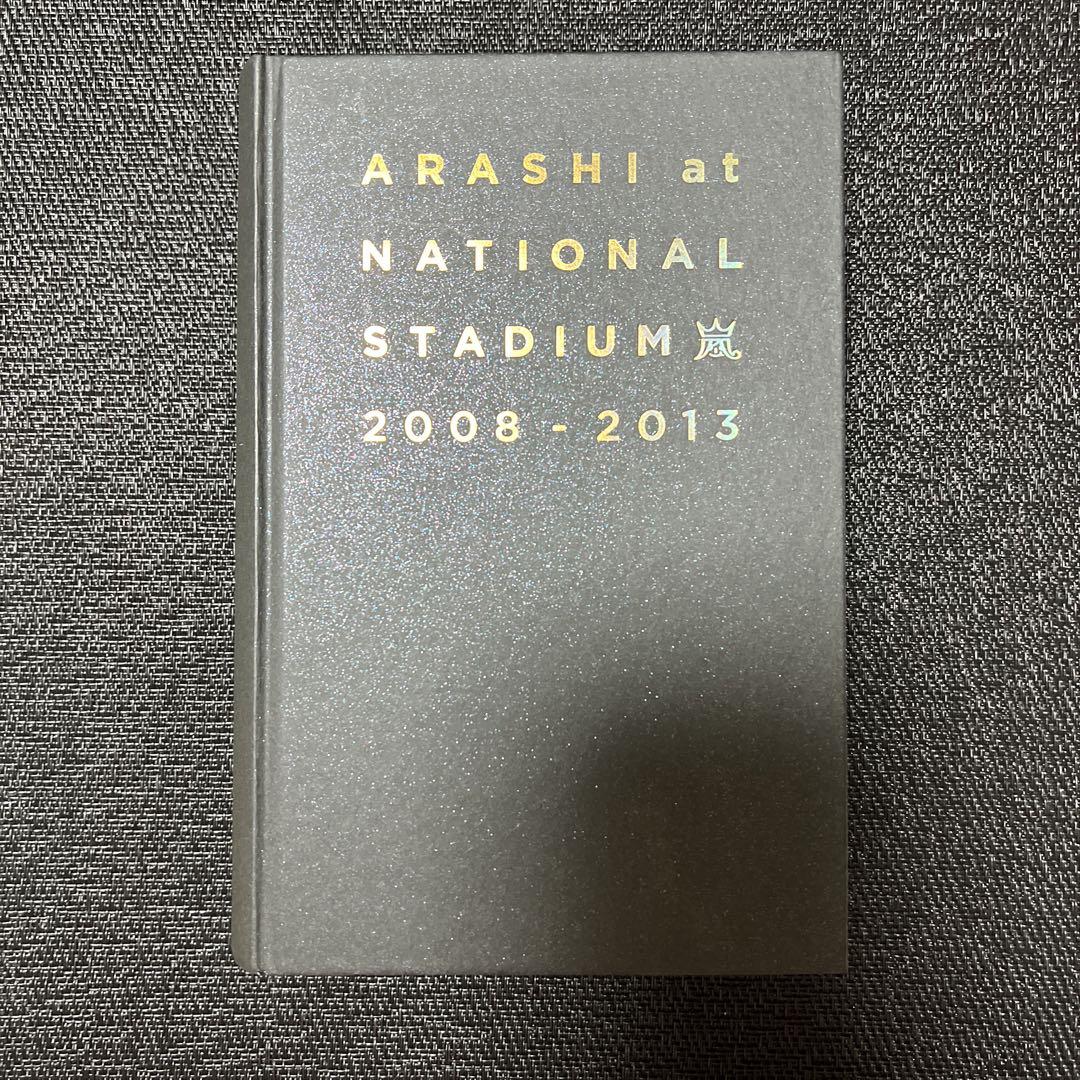 ARASHI at
NATIONAL
STADIUM 嵐
2008 - 2013